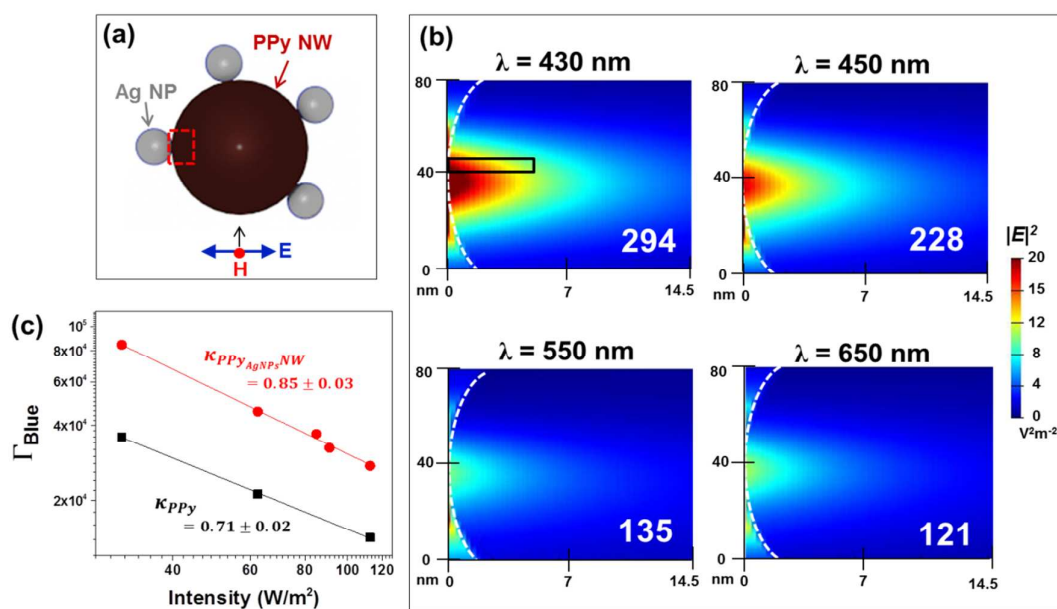 (a)
PPy NW
Ag NP
E
H
(b)
λ = 430 nm
λ = 450 nm
80
80
40
40
294
228
0
0
nm 0 7 14.5
nm 0 7 14.5
|E|²
20
16
12
8
4
0
V²m⁻²
λ = 550 nm
λ = 650 nm
80
80
40
40
135
121
0
0
nm 0 7 14.5
nm 0 7 14.5
(c)
10⁵
8x10⁴
6x10⁴
4x10⁴
2x10⁴
Γ_Blue
κ_PPy_AgNPs NW
= 0.85 ± 0.03
κ_PPy
= 0.71 ± 0.02
40 60 80 100 120
Intensity (W/m²)